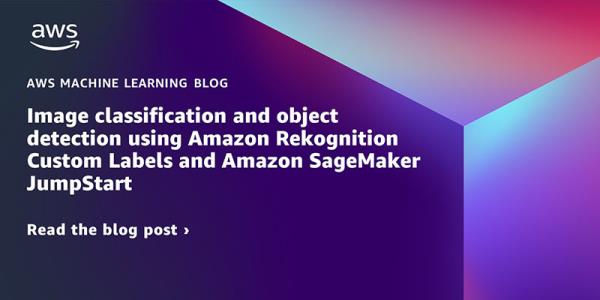 aws
AWS MACHINE LEARNING BLOG
Image classification and object
detection using Amazon Rekognition
Custom Labels and Amazon SageMaker
JumpStart
Read the blog post ›